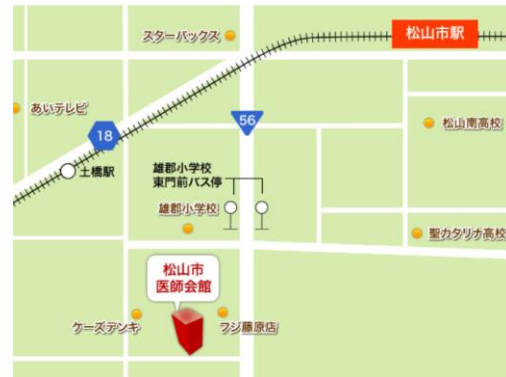 スターバックス
松山市駅
あいテレビ
18
56
松山南高校
土橋駅
雄郡小学校
東門前バス停
雄郡小学校
聖カタリナ高校
松山市
医師会館
ケーズデンキ
フジ藤原店